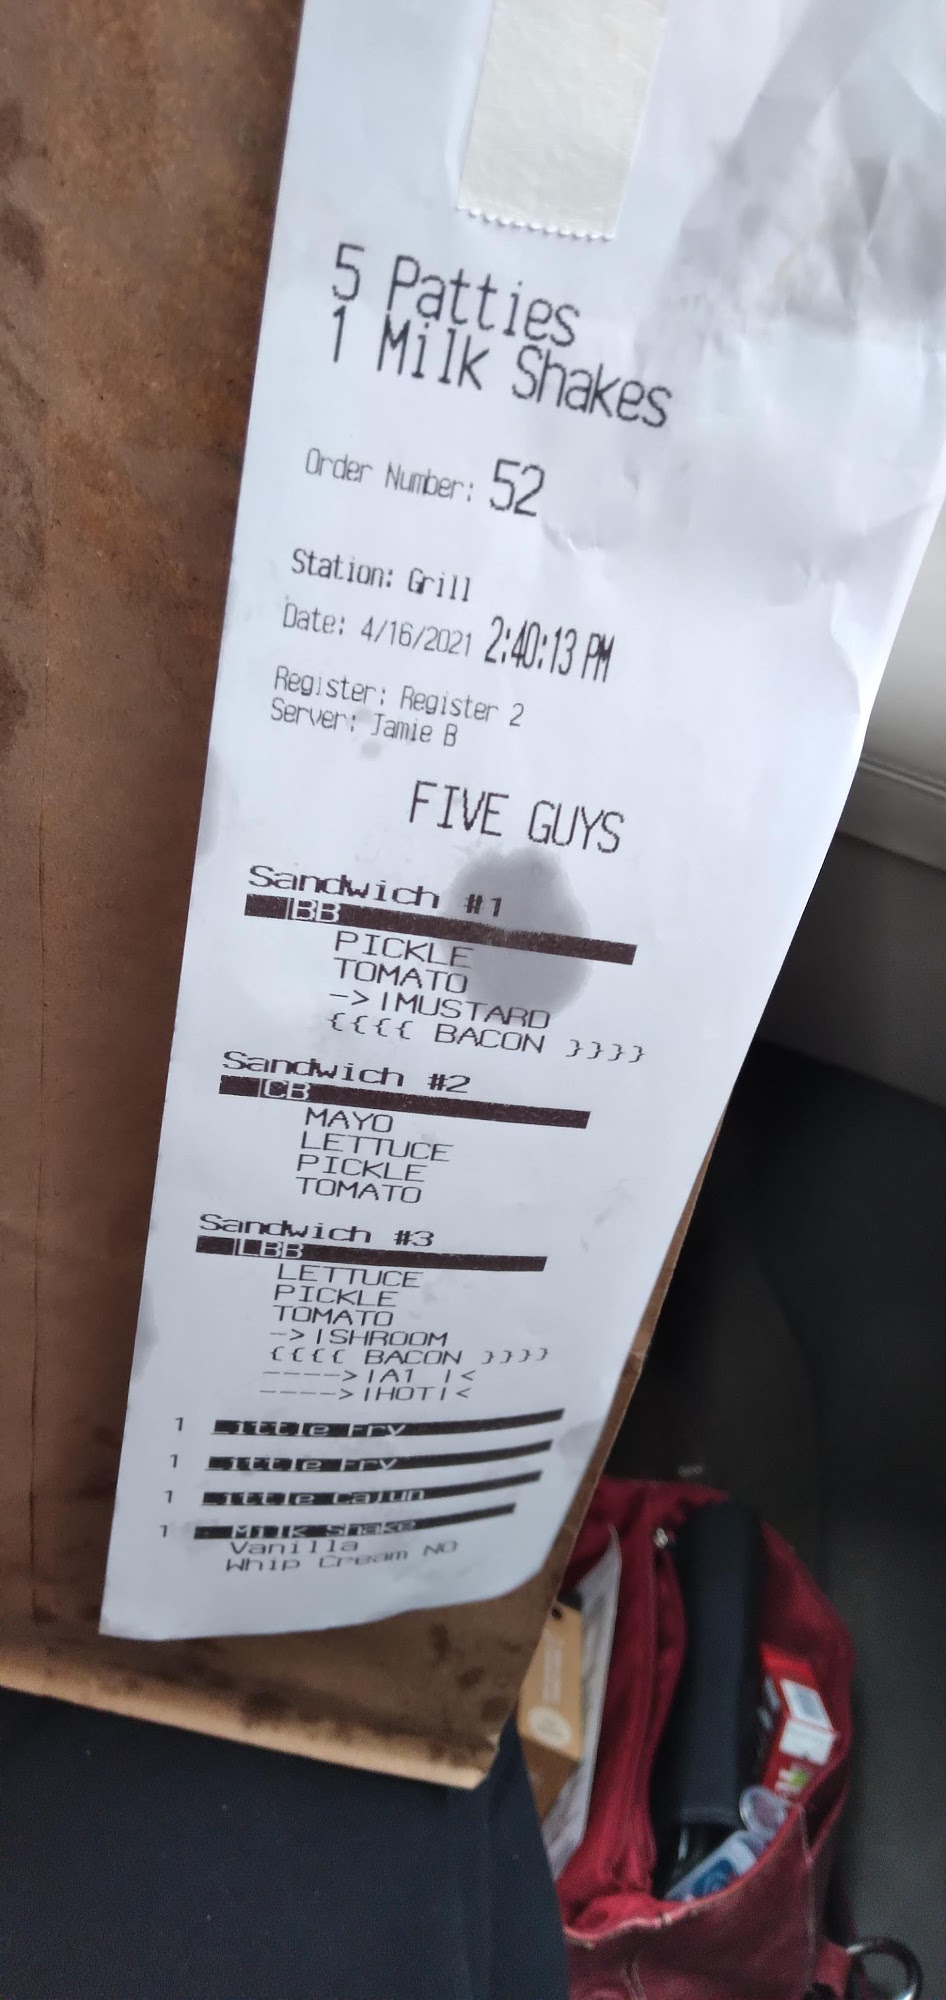 5 Patties
1 Milk Shakes
Order Number: 52
Station: Grill
Date: 4/16/2021 2:40:13 PM
Register: Register 2
Server: Jamie B
FIVE GUYS
Sandwich #1
BB
PICKLE
TOMATO
->|MUSTARD
{{{{ BACON }}}}
Sandwich #2
CB
MAYO
LETTUCE
PICKLE
TOMATO
Sandwich #3
LBB
LETTUCE
PICKLE
TOMATO
->|SHROOM
{{{{ BACON }}}}
---->|A1 |<
---->|HOT|<
1 Little Fry
1 Little Fry
1 Little Cajun
1 Milk Shake
Vanilla
Whip Cream NO